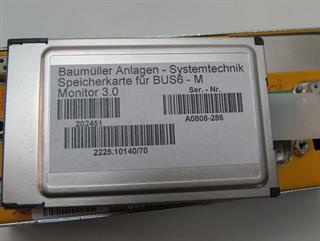 Baumüller Anlagen - Systemtechnik
Speicherkarte für BUS6 - M
Monitor 3.0
Ser. - Nr.
202451
A0808-286
2225.10140/70